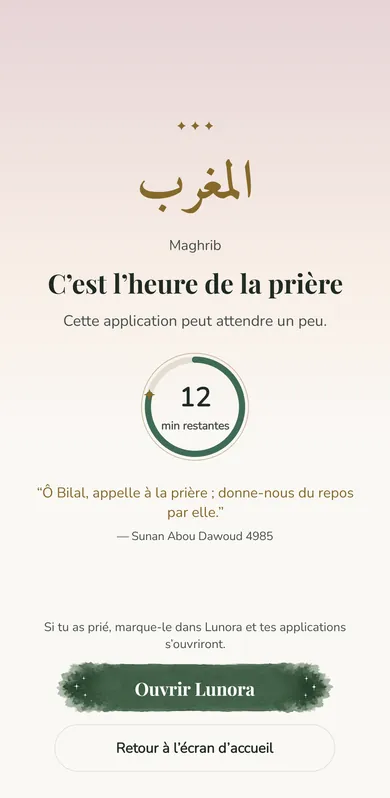 المغرب
Maghrib
C’est l’heure de la prière
Cette application peut attendre un peu.
12
min restantes
“Ô Bilal, appelle à la prière ; donne-nous du repos
par elle.”
— Sunan Abou Dawoud 4985
Si tu as prié, marque-le dans Lunora et tes applications
s’ouvriront.
Ouvrir Lunora
Retour à l’écran d’accueil